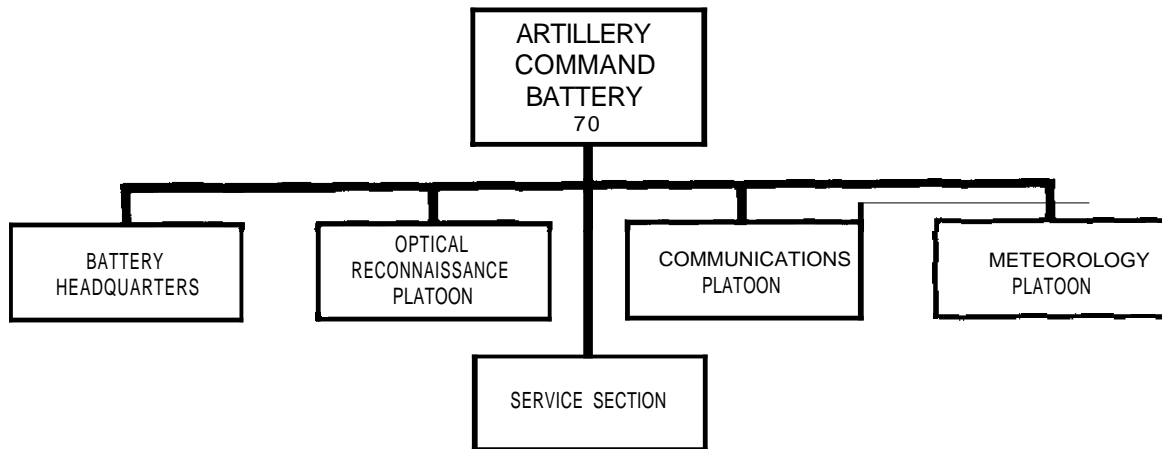 ARTILLERY
COMMAND
BATTERY
70
BATTERY
HEADQUARTERS
OPTICAL
RECONNAISSANCE
PLATOON
COMMUNICATIONS
PLATOON
METEOROLOGY
PLATOON
SERVICE SECTION